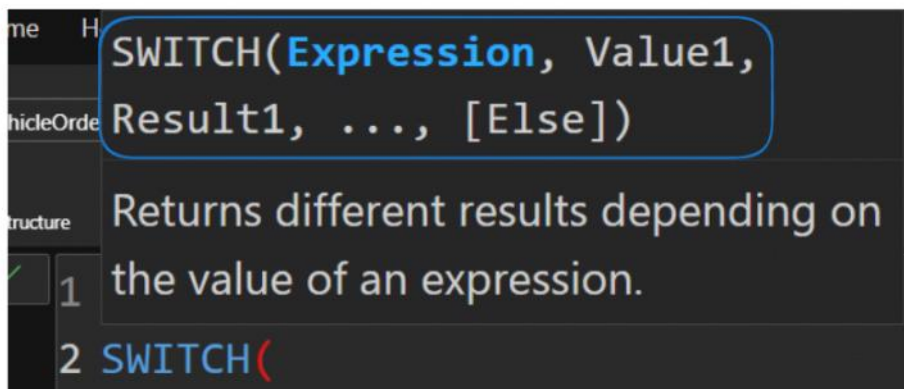 me H
SWITCH(Expression, Value1,
hicleOrde
Result1, ..., [Else])
tructure
Returns different results depending on
the value of an expression.
1
2 SWITCH(